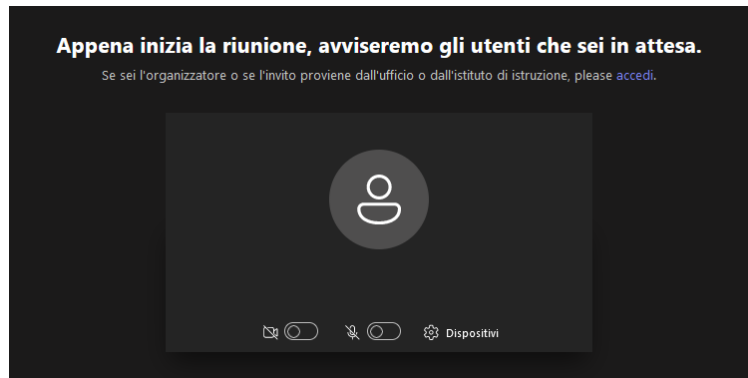 Appena inizia la riunione, avviseremo gli utenti che sei in attesa.
Se sei l'organizzatore o se l'invito proviene dall'ufficio o dall'istituto di istruzione, please accedi.
Dispositivi